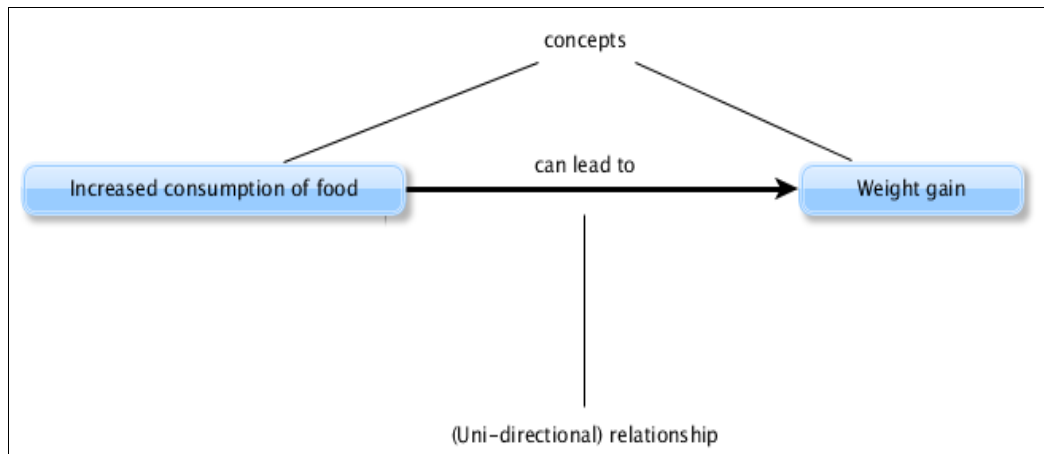 concepts
can lead to
Increased consumption of food
Weight gain
(Uni-directional) relationship